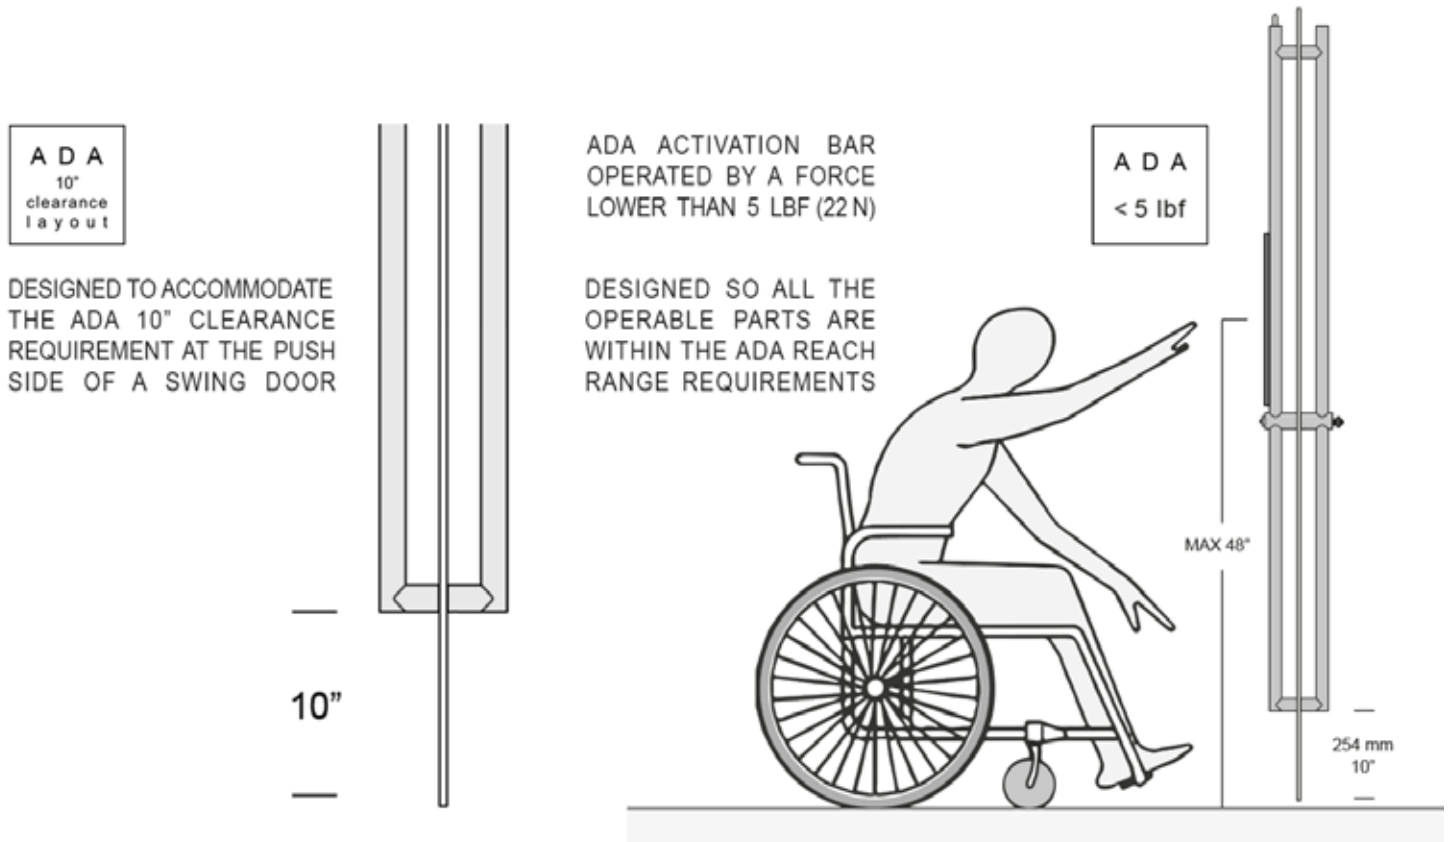 A D A
10"
clearance
layout
DESIGNED TO ACCOMMODATE
THE ADA 10” CLEARANCE
REQUIREMENT AT THE PUSH
SIDE OF A SWING DOOR
10”
ADA ACTIVATION BAR
OPERATED BY A FORCE
LOWER THAN 5 LBF (22 N)
DESIGNED SO ALL THE
OPERABLE PARTS ARE
WITHIN THE ADA REACH
RANGE REQUIREMENTS
A D A
< 5 lbf
MAX 48"
254 mm
10"